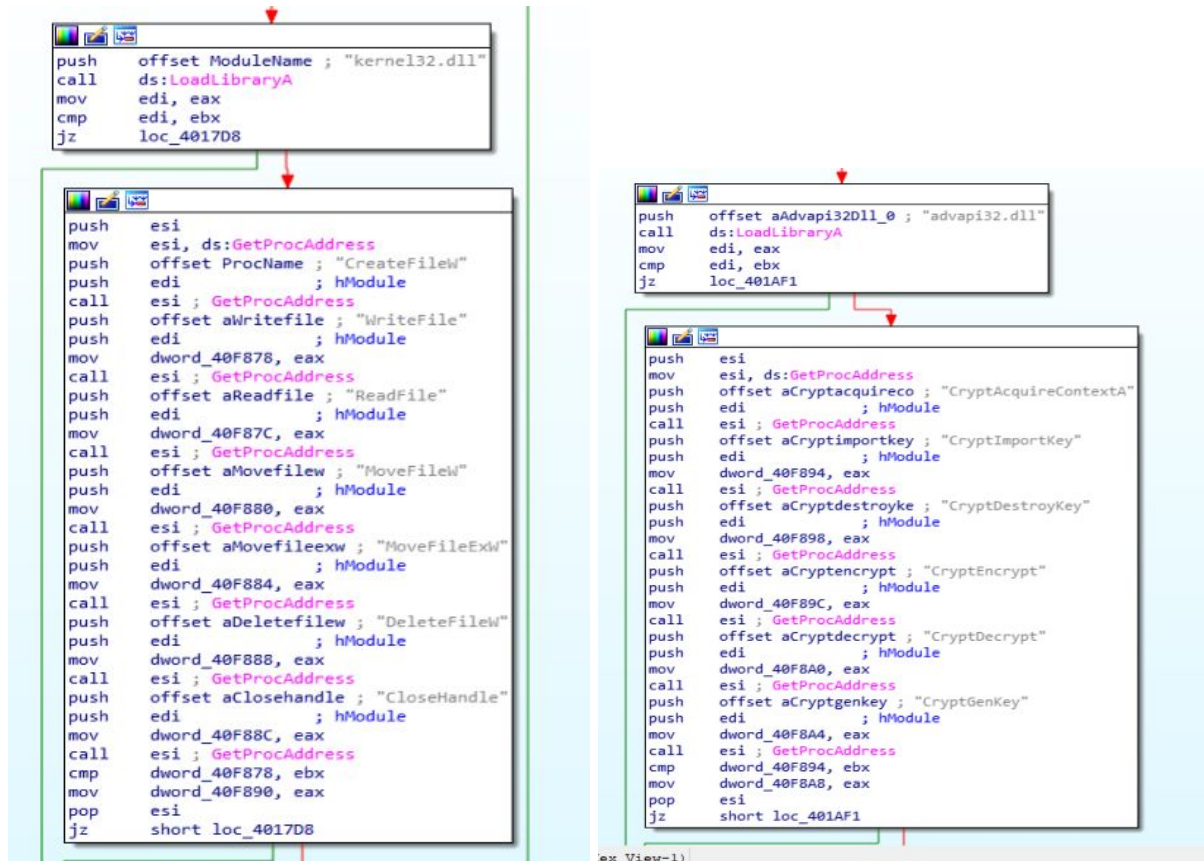 push offset ModuleName ; "kernel32.dll"
call ds:LoadLibraryA
mov edi, eax
cmp edi, ebx
jz loc_4017D8
push esi
mov esi, ds:GetProcAddress
push offset ProcName ; "CreateFileW"
push edi ; hModule
call esi ; GetProcAddress
push offset aWritefile ; "WriteFile"
push edi ; hModule
mov dword_40F878, eax
call esi ; GetProcAddress
push offset aReadfile ; "ReadFile"
push edi ; hModule
mov dword_40F87C, eax
call esi ; GetProcAddress
push offset aMovefilew ; "MoveFileW"
push edi ; hModule
mov dword_40F880, eax
call esi ; GetProcAddress
push offset aMovefileexw ; "MoveFileExW"
push edi ; hModule
mov dword_40F884, eax
call esi ; GetProcAddress
push offset aDeletefilew ; "DeleteFileW"
push edi ; hModule
mov dword_40F888, eax
call esi ; GetProcAddress
push offset aClosehandle ; "CloseHandle"
push edi ; hModule
mov dword_40F88C, eax
call esi ; GetProcAddress
cmp dword_40F878, ebx
mov dword_40F890, eax
pop esi
jz short loc_4017D8
push offset aAdvapi32Dll_0 ; "advapi32.dll"
call ds:LoadLibraryA
mov edi, eax
cmp edi, ebx
jz loc_401AF1
push esi
mov esi, ds:GetProcAddress
push offset aCryptacquireco ; "CryptAcquireContextA"
push edi ; hModule
call esi ; GetProcAddress
push offset aCryptimportkey ; "CryptImportKey"
push edi ; hModule
mov dword_40F894, eax
call esi ; GetProcAddress
push offset aCryptdestroyke ; "CryptDestroyKey"
push edi ; hModule
mov dword_40F898, eax
call esi ; GetProcAddress
push offset aCryptencrypt ; "CryptEncrypt"
push edi ; hModule
mov dword_40F89C, eax
call esi ; GetProcAddress
push offset aCryptdecrypt ; "CryptDecrypt"
push edi ; hModule
mov dword_40F8A0, eax
call esi ; GetProcAddress
push offset aCryptgenkey ; "CryptGenKey"
push edi ; hModule
mov dword_40F8A4, eax
call esi ; GetProcAddress
cmp dword_40F894, ebx
mov dword_40F8A8, eax
pop esi
jz short loc_401AF1
View-1)